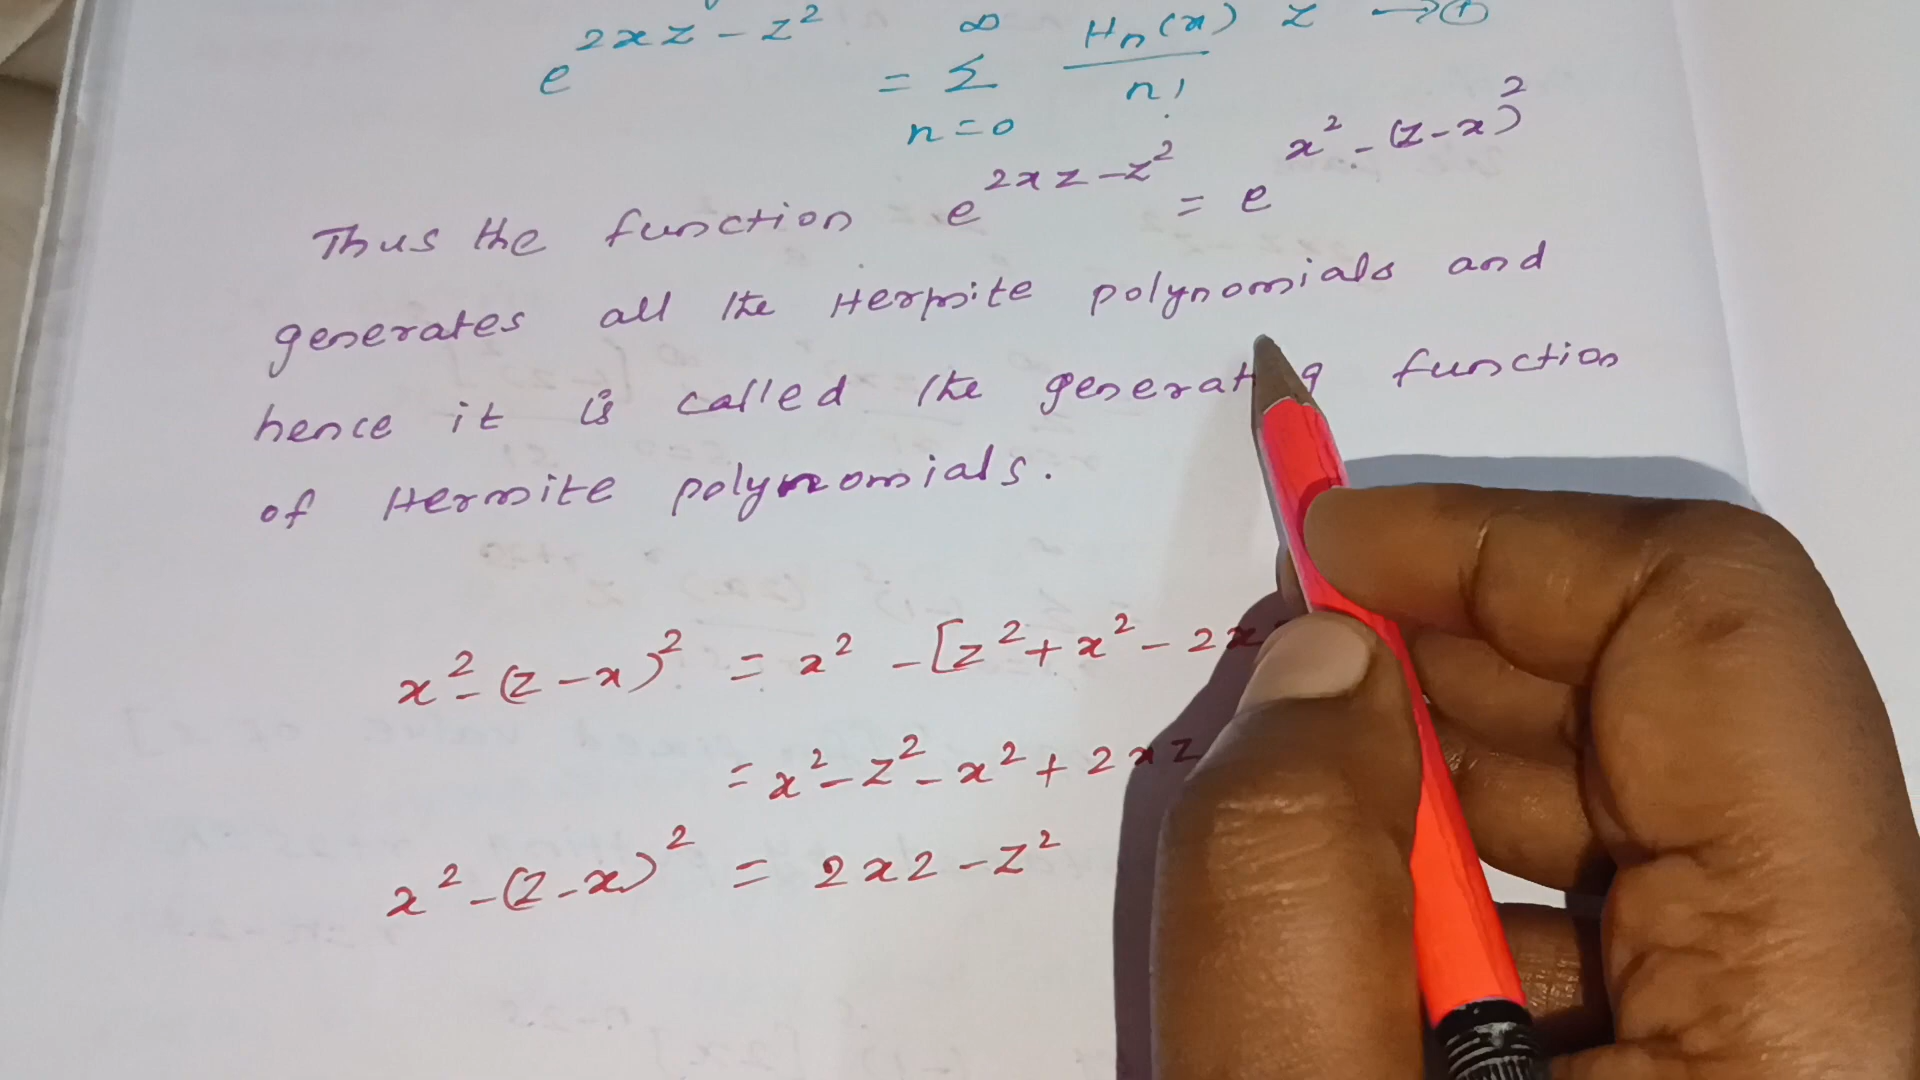 e^{2xz - z^2} = ∑_{n=0}^{∞} H_n(x)/n! z → ①
Thus the function e^{2xz - z^2} = e^{x^2 - (z-x)^2}
generates all the Hermite polynomials and
hence it is called the generating function
of Hermite polynomials.
x^2 - (z-x)^2 = x^2 - [z^2 + x^2 - 2x
= x^2 - z^2 - x^2 + 2xz
x^2 - (z-x)^2 = 2xz - z^2